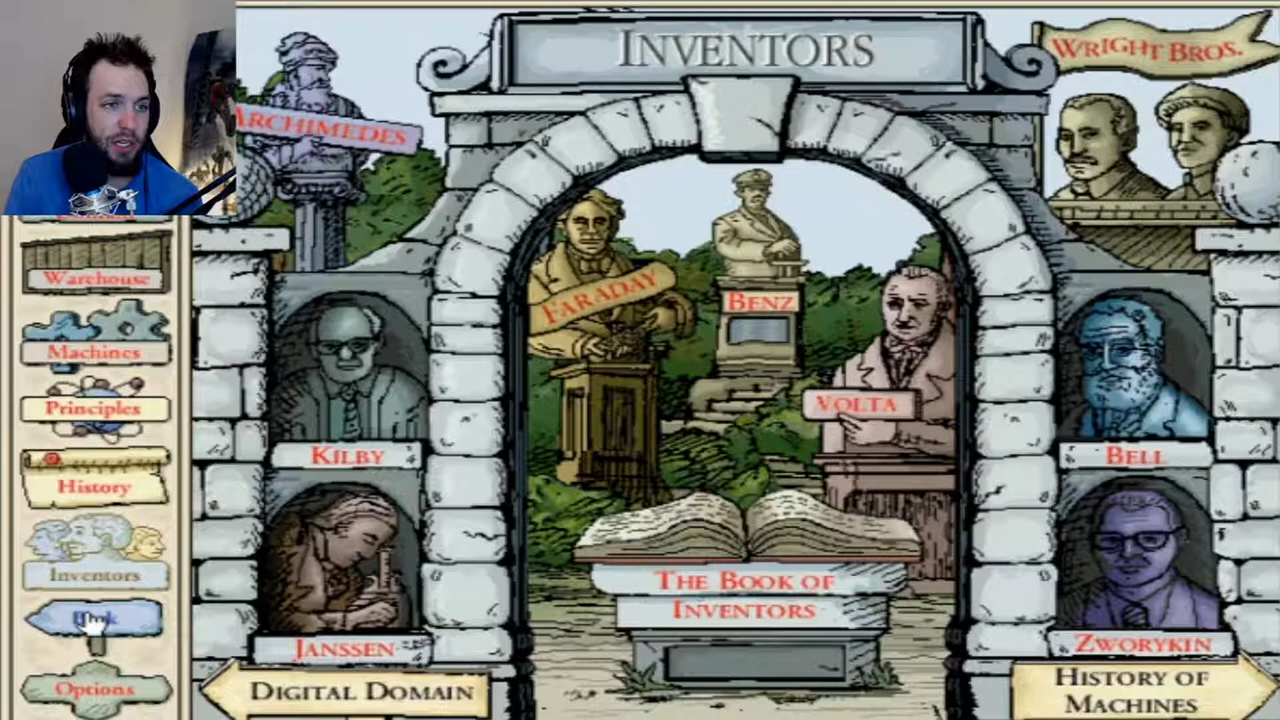 INVENTORS
WRIGHT BROS.
ARCHIMEDES
Warehouse
FARADAY
BENZ
Machines
VOLTA
Principles
KILBY
BELL
History
Inventors
THE BOOK OF
INVENTORS
JANSSEN
ZWORYKIN
Options
DIGITAL DOMAIN
HISTORY OF
MACHINES